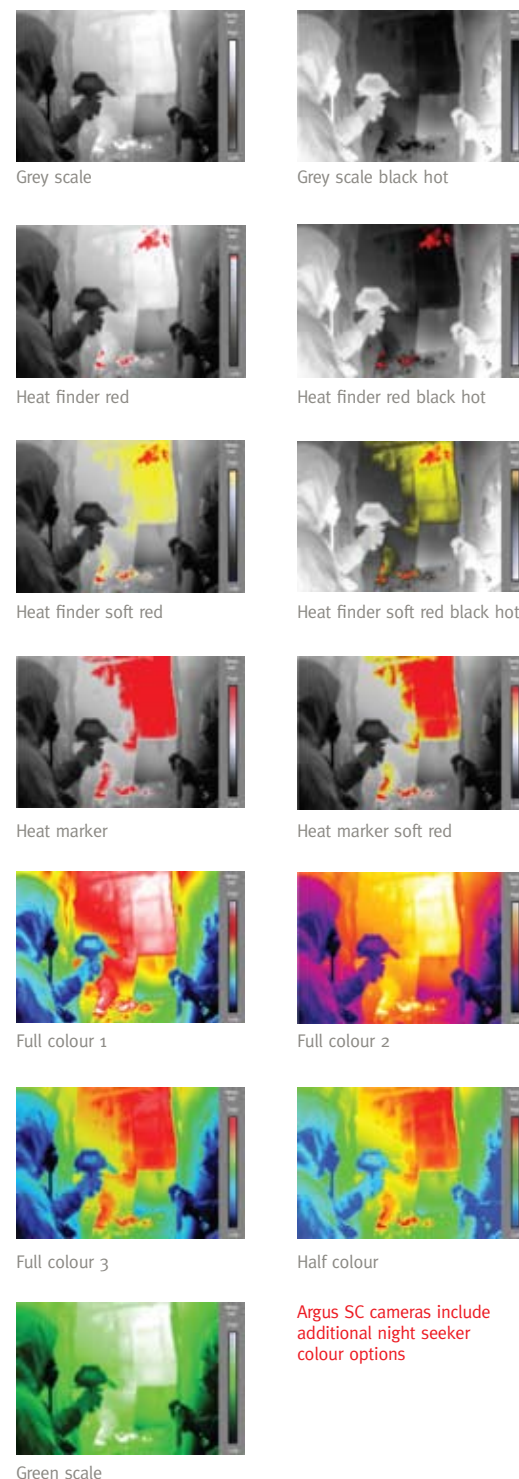 Grey scale
Grey scale black hot
Heat finder red
Heat finder red black hot
Heat finder soft red
Heat finder soft red black hot
Heat marker
Heat marker soft red
Full colour 1
Full colour 2
Full colour 3
Half colour
Argus SC cameras include
additional night seeker
colour options
Green scale